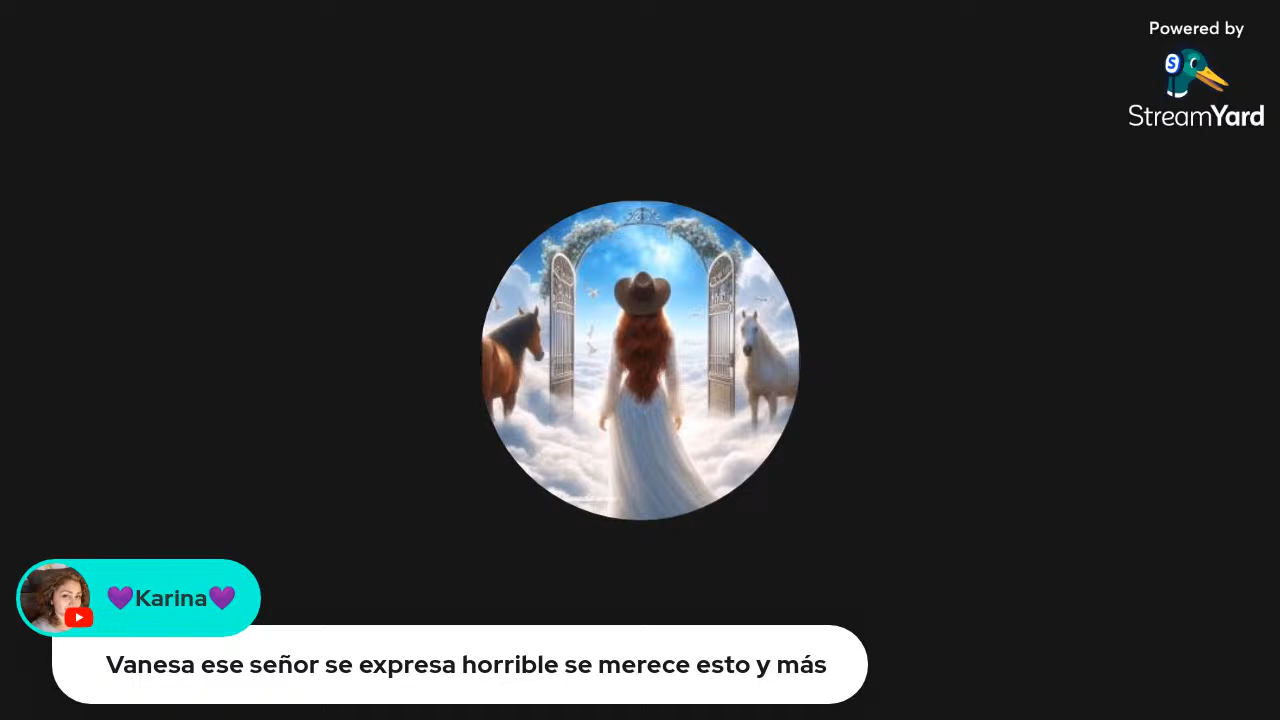 Powered by
S
StreamYard
💜Karina💜
Vanesa ese señor se expresa horrible se merece esto y más